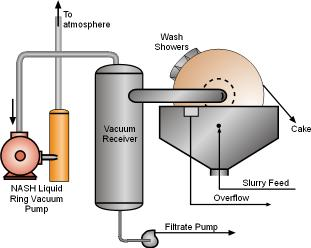 To
atmosphere
Wash
Showers
Vacuum
Receiver
Cake
NASH Liquid
Ring Vacuum
Pump
Slurry Feed
Overflow
Filtrate Pump